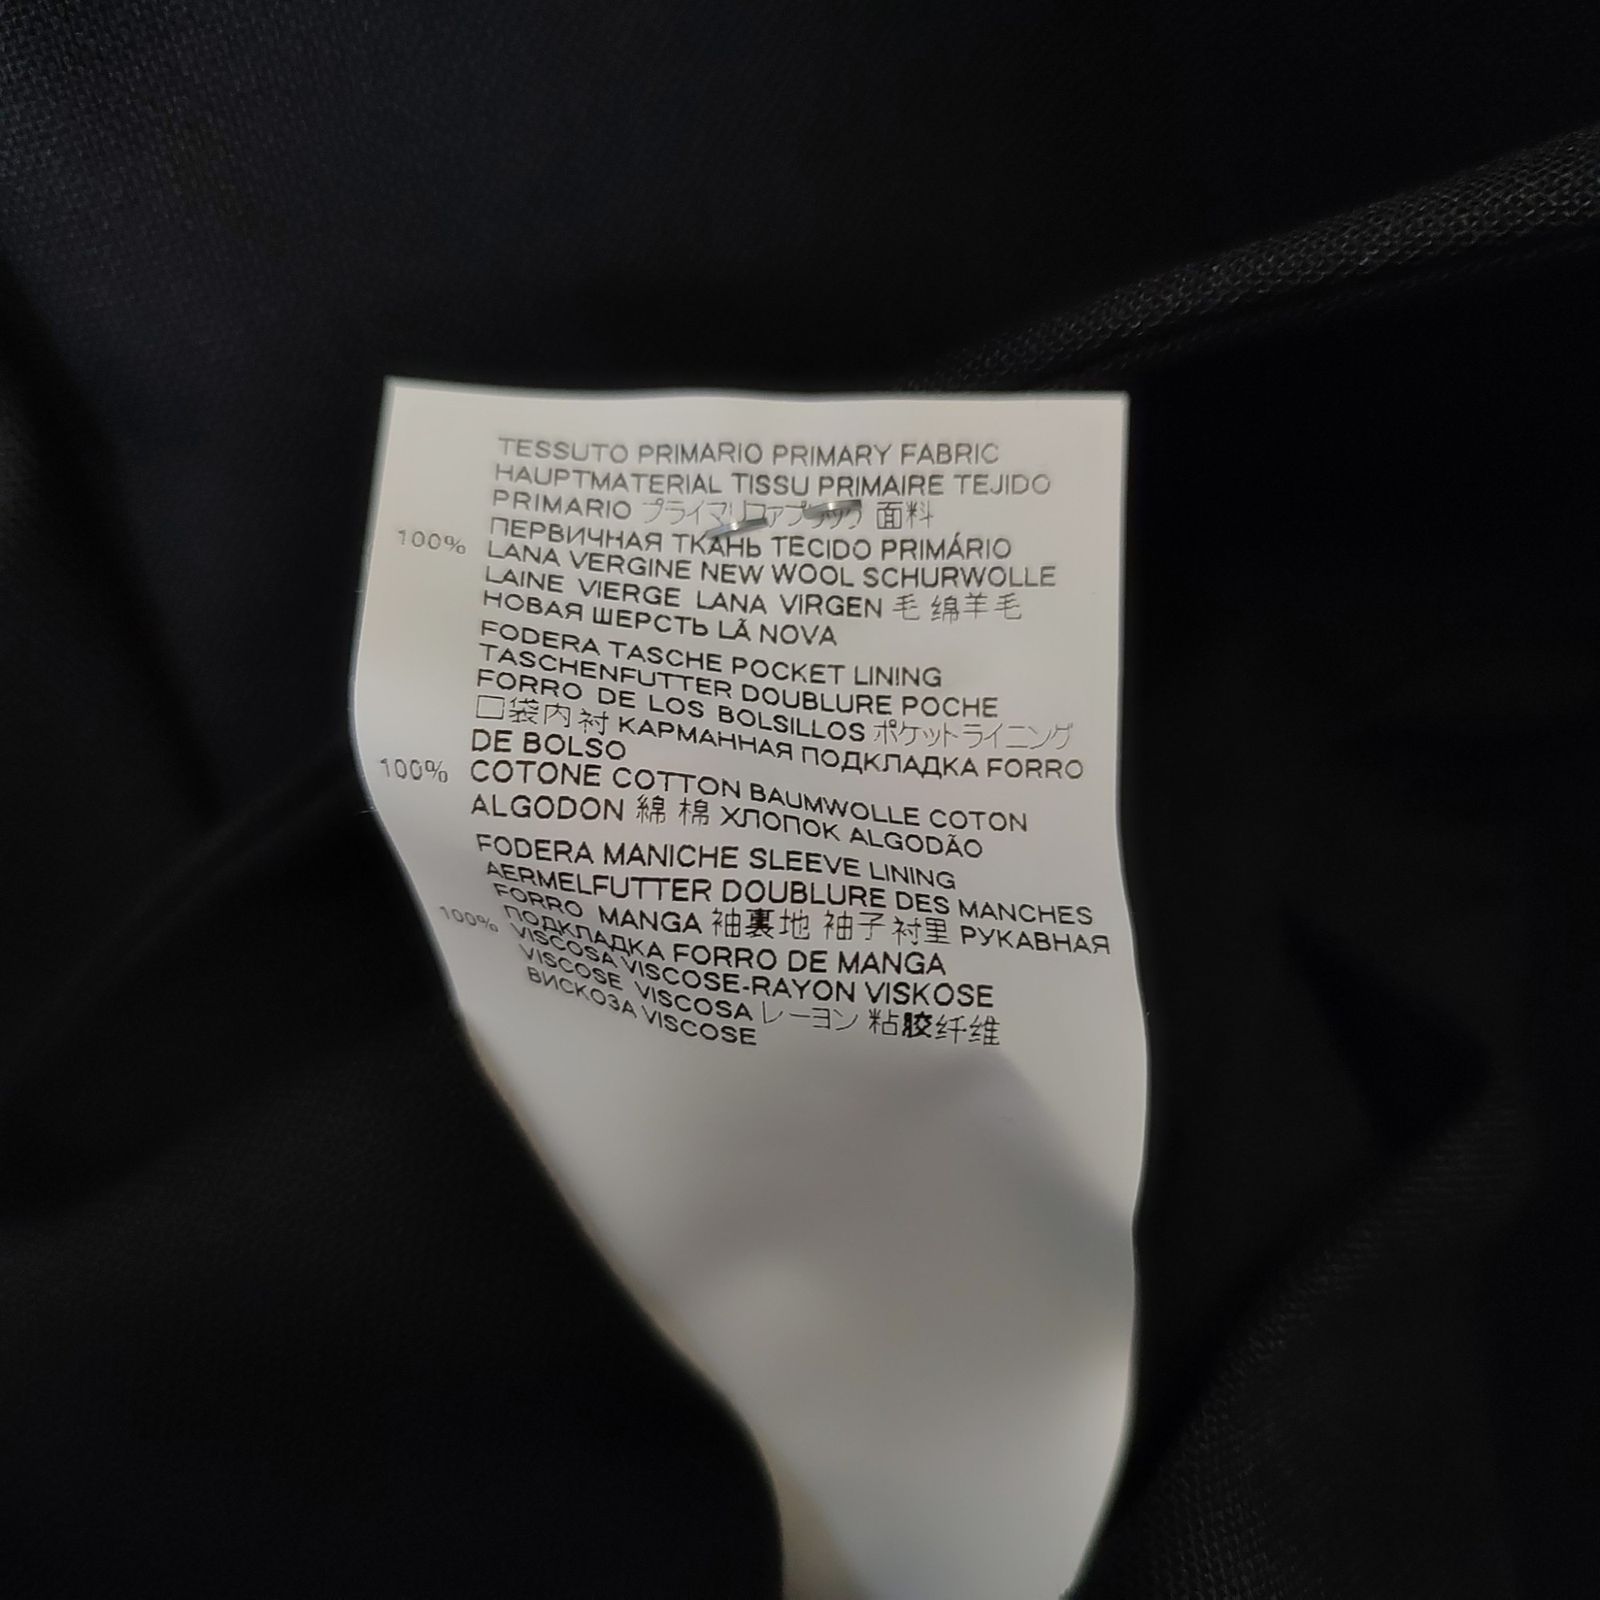 TESSUTO PRIMARIO PRIMARY FABRIC
HAUPTMATERIAL TISSU PRIMAIRE TEJIDO
PRIMARIO プライマリファブリック 面料
ПЕРВИЧНАЯ ТКАНЬ TECIDO PRIMÁRIO
100% LANA VERGINE NEW WOOL SCHURWOLLE
LAINE VIERGE LANA VIRGEN 毛 绵羊毛
НОВАЯ ШЕРСТЬ LÃ NOVA
FODERA TASCHE POCKET LINING
TASCHENFUTTER DOUBLURE POCHE
FORRO DE LOS BOLSILLOS ポケットライニング
口袋内衬 КАРМАННАЯ ПОДКЛАДКА FORRO
DE BOLSO
100% COTONE COTTON BAUMWOLLE COTON
ALGODON 綿 棉 ХЛОПОК ALGODÃO
FODERA MANICHE SLEEVE LINING
AERMELFUTTER DOUBLURE DES MANCHES
FORRO MANGA 袖裏地 袖子衬里 РУКАВНАЯ
ПОДКЛАДКА FORRO DE MANGA
100% VISCOSA VISCOSE-RAYON VISKOSE
VISCOSE VISCOSA レーヨン 粘胶纤维
ВИСКОЗА VISCOSE